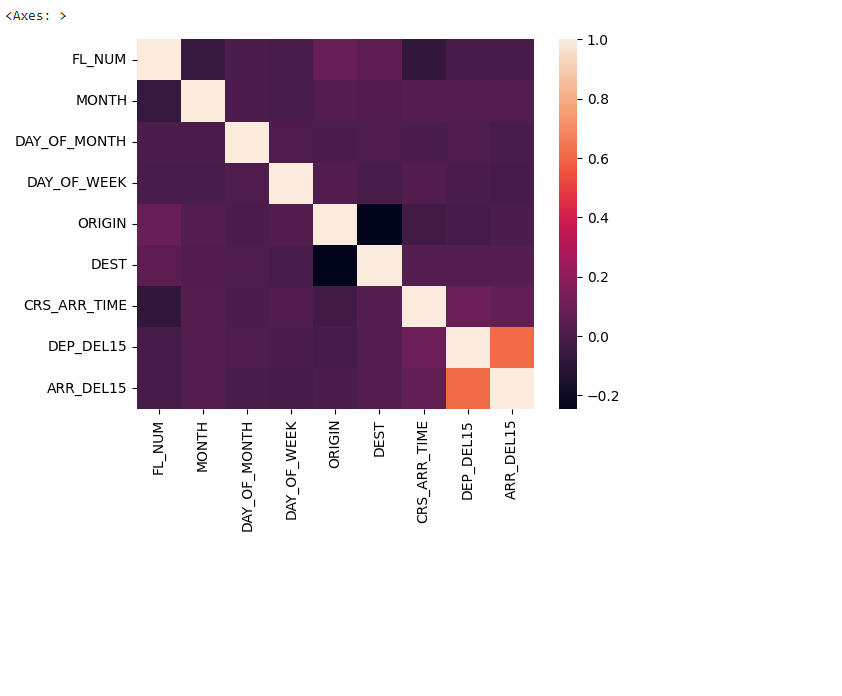 <Axes: >
FL_NUM
MONTH
DAY_OF_MONTH
DAY_OF_WEEK
ORIGIN
DEST
CRS_ARR_TIME
DEP_DEL15
ARR_DEL15
FL_NUM
MONTH
DAY_OF_MONTH
DAY_OF_WEEK
ORIGIN
DEST
CRS_ARR_TIME
DEP_DEL15
ARR_DEL15
1.0
0.8
0.6
0.4
0.2
0.0
−0.2